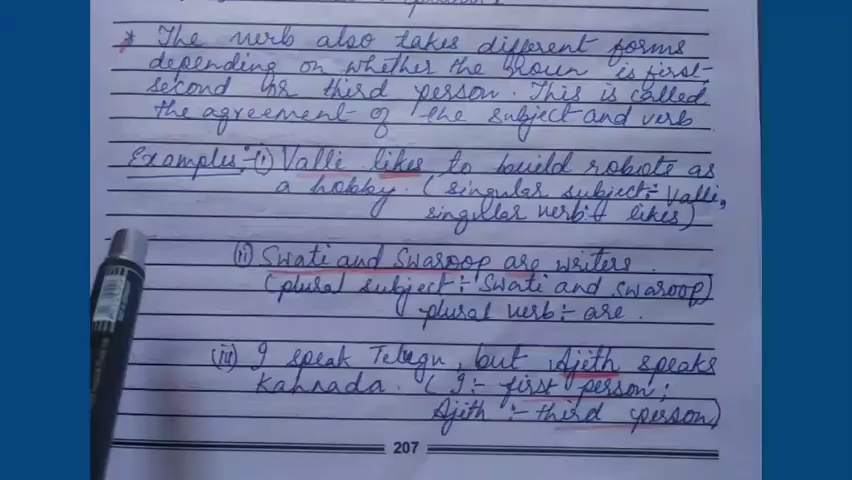 * The verb also takes different forms
depending on whether the noun is first,
second or third person. This is called
the agreement of the subject and verb
Examples:- (i) Valli likes to build robots as
a hobby. (singular subject:- Valli,
singular verb:- likes)
(ii) Swati and Swaroop are writers.
(plural subject:- Swati and Swaroop)
plural verb:- are.
(iii) I speak Telugu, but Ajith speaks
Kannada. (I:- first person;
Ajith:- third person)
207